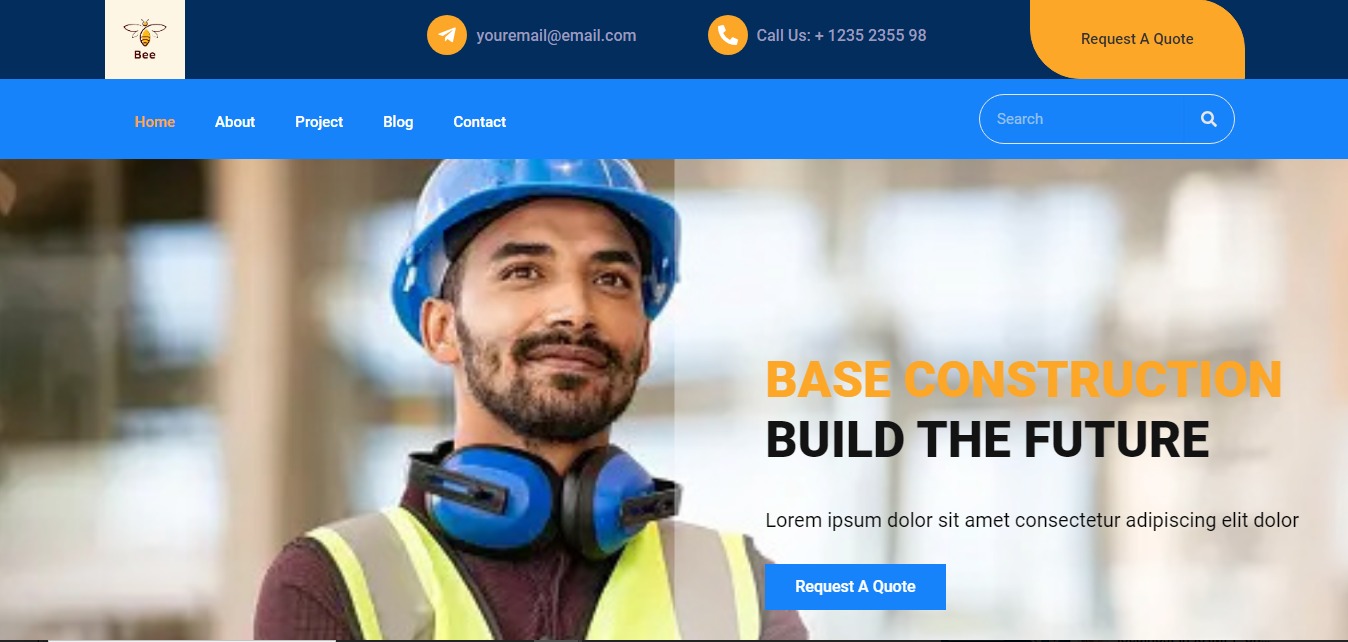 Bee
youremail@email.com
Call Us: + 1235 2355 98
Request A Quote
Home About Project Blog Contact
Search
BASE CONSTRUCTION
BUILD THE FUTURE
Lorem ipsum dolor sit amet consectetur adipiscing elit dolor
Request A Quote